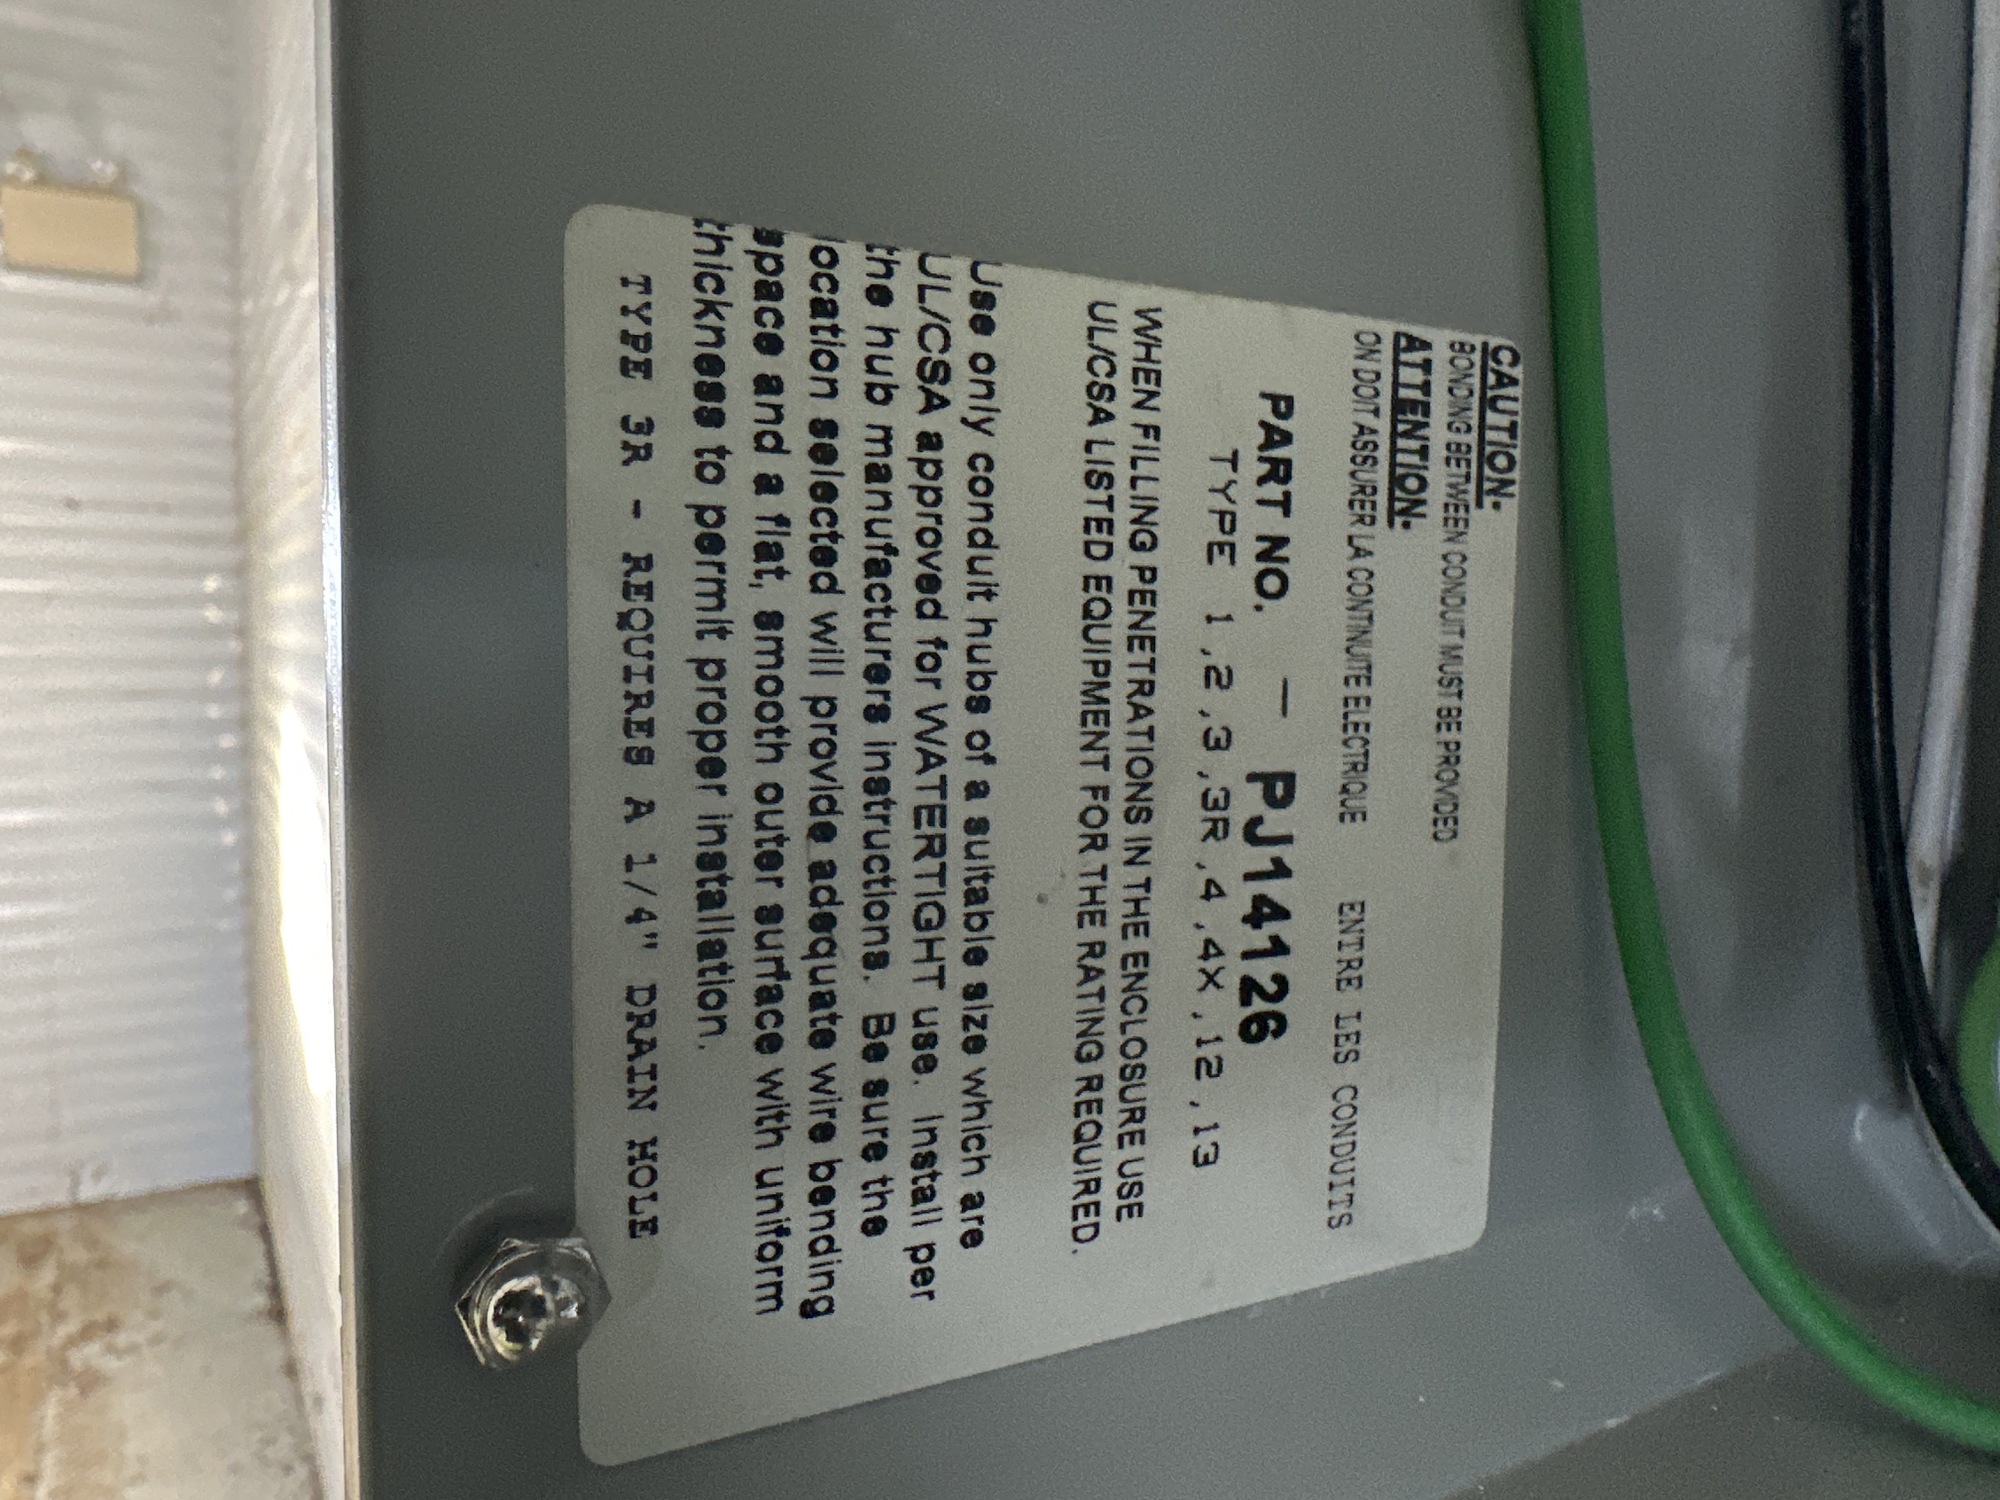 CAUTION-
BONDING BETWEEN CONDUIT MUST BE PROVIDED
ATTENTION-
ON DOIT ASSURER LA CONTINUITE ELECTRIQUE ENTRE LES CONDUITS
PART NO. — PJ14126
TYPE 1,2,3,3R,4,4X,12,13
WHEN FILLING PENETRATIONS IN THE ENCLOSURE USE
UL/CSA LISTED EQUIPMENT FOR THE RATING REQUIRED.
Use only conduit hubs of a suitable size which are
UL/CSA approved for WATERTIGHT use. Install per
the hub manufacturers instructions. Be sure the
location selected will provide adequate wire bending
space and a flat, smooth outer surface with uniform
thickness to permit proper installation.
TYPE 3R - REQUIRES A 1/4" DRAIN HOLE